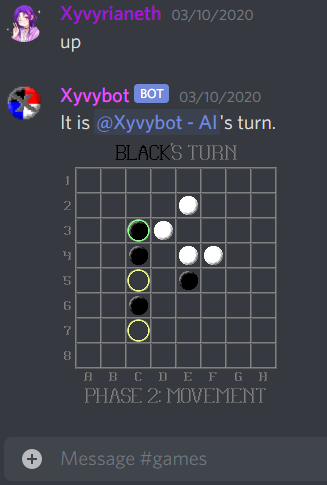 Xyvyrianeth 03/10/2020
up
Xyvybot BOT 03/10/2020
It is @Xyvybot - AI's turn.
BLACK'S TURN
1
2
3
4
5
6
7
8
A B C D E F G H
PHASE 2: MOVEMENT
Message #games